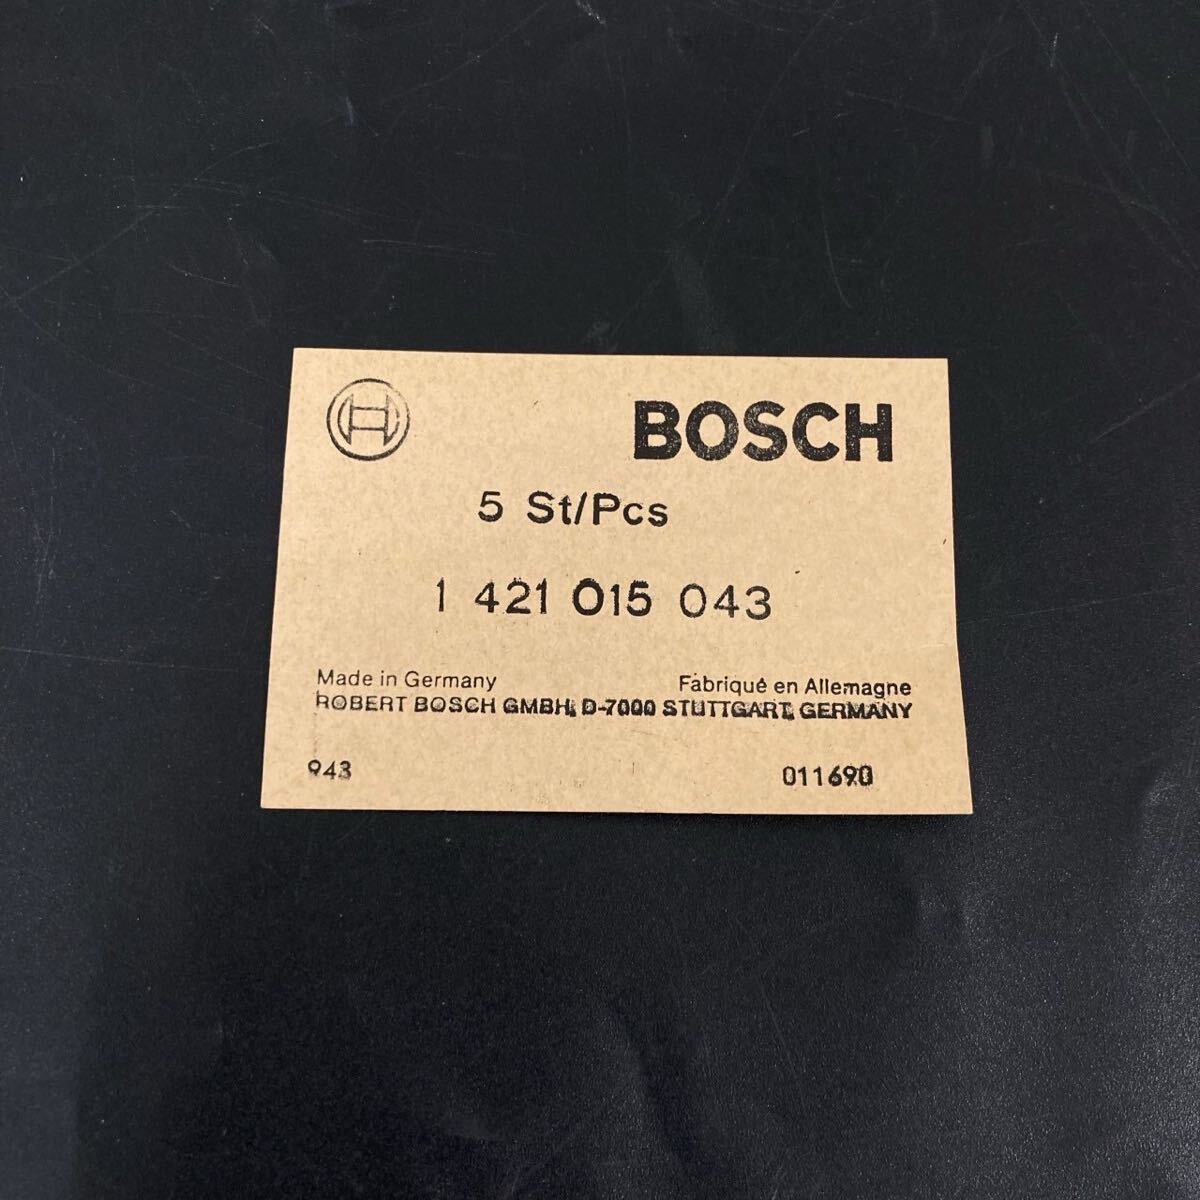 BOSCH
5 St/Pcs
1 421 015 043
Made in Germany Fabriqué en Allemagne
ROBERT BOSCH GMBH, D-7000 STUTTGART, GERMANY
943 011690